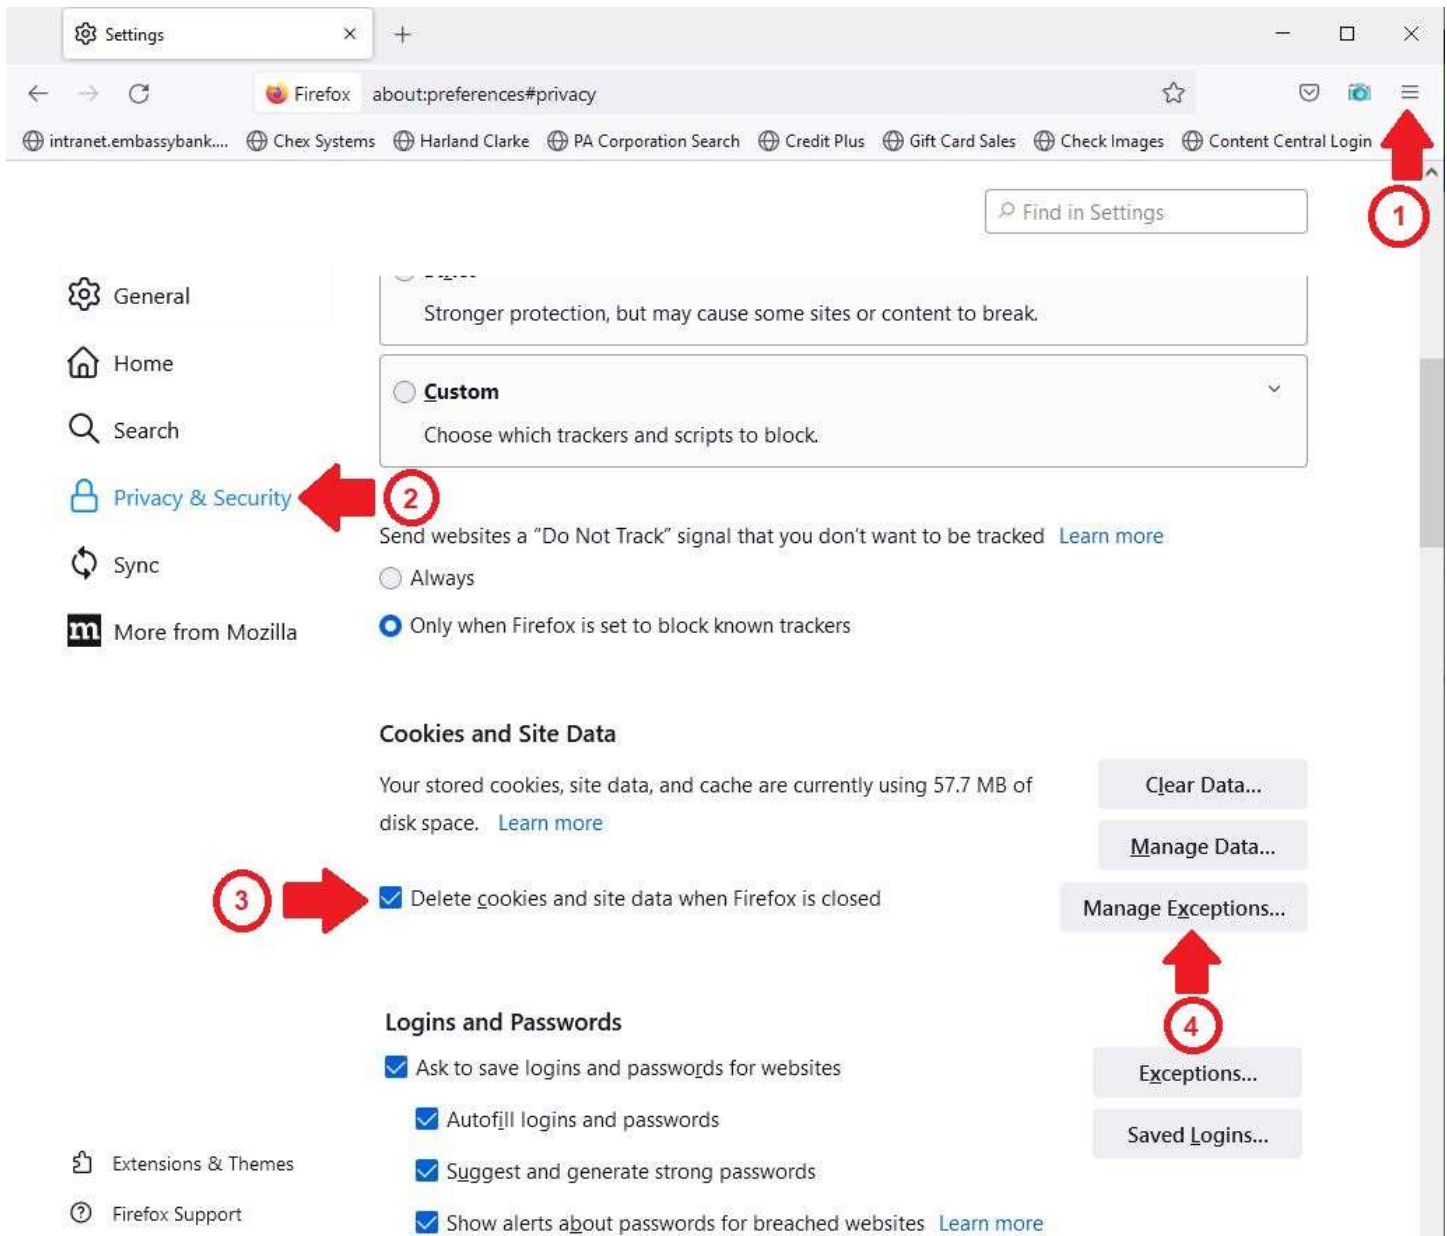 Settings
Firefox about:preferences#privacy
intranet.embassybank.... Chex Systems Harland Clarke PA Corporation Search Credit Plus Gift Card Sales Check Images Content Central Login
1
Find in Settings
General
Home
Search
Privacy & Security
2
Sync
m More from Mozilla
Stronger protection, but may cause some sites or content to break.
Custom
Choose which trackers and scripts to block.
Send websites a “Do Not Track” signal that you don’t want to be tracked Learn more
Always
Only when Firefox is set to block known trackers
Cookies and Site Data
Your stored cookies, site data, and cache are currently using 57.7 MB of
disk space. Learn more
Clear Data...
Manage Data...
3
Delete cookies and site data when Firefox is closed
Manage Exceptions...
4
Logins and Passwords
Ask to save logins and passwords for websites
Exceptions...
Autofill logins and passwords
Saved Logins...
Suggest and generate strong passwords
Show alerts about passwords for breached websites Learn more
Extensions & Themes
Firefox Support